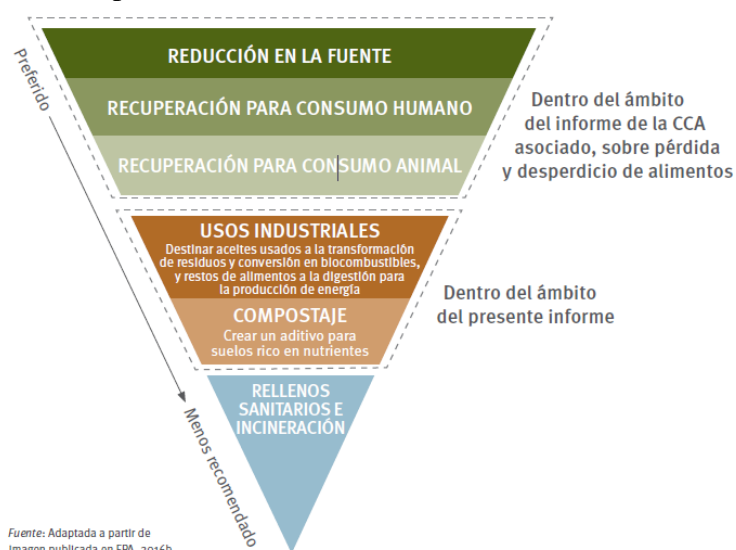 REDUCCIÓN EN LA FUENTE
RECUPERACIÓN PARA CONSUMO HUMANO
RECUPERACIÓN PARA CONSUMO ANIMAL
Dentro del ámbito
del informe de la CCA
asociado, sobre pérdida
y desperdicio de alimentos
USOS INDUSTRIALES
Destinar aceites usados a la transformación
de residuos y conversión en biocombustibles,
y restos de alimentos a la digestión para
la producción de energía
COMPOSTAJE
Crear un aditivo para
suelos rico en nutrientes
Dentro del ámbito
del presente informe
RELLENOS
SANITARIOS E
INCINERACIÓN
Preferido
Menos recomendado
Fuente: Adaptada a partir de
imagen publicada en EPA, 2016b